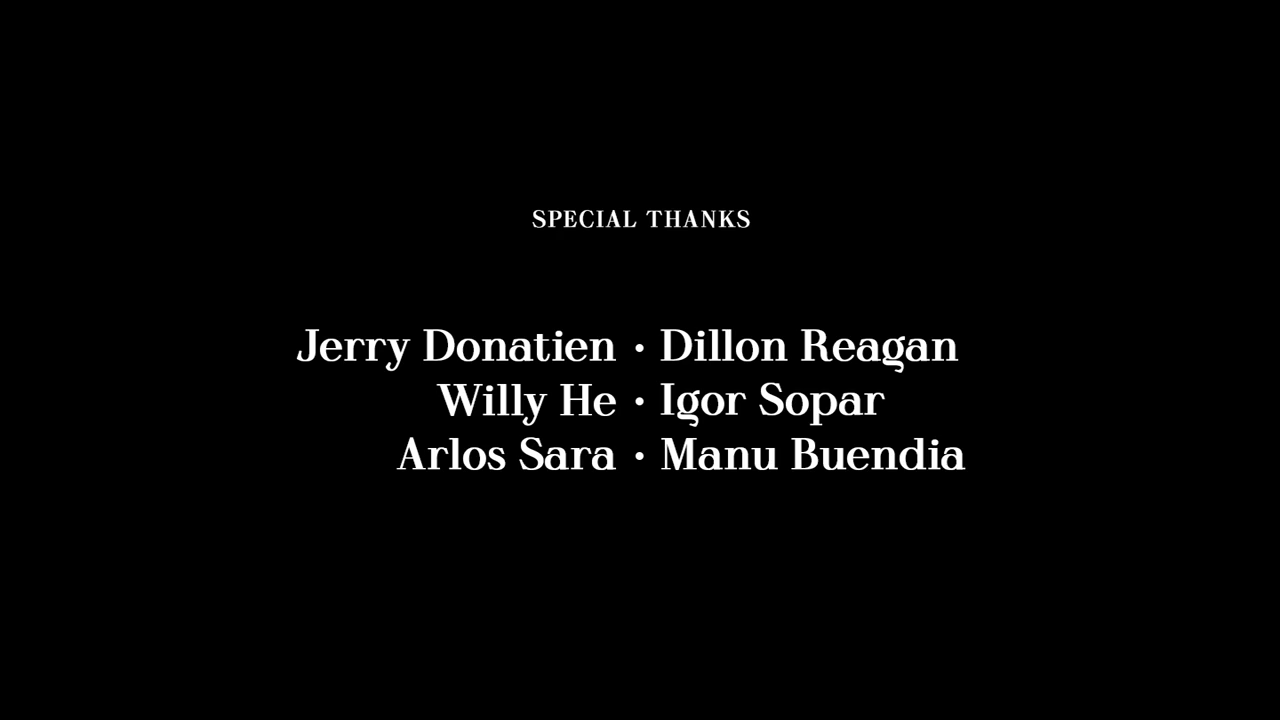 SPECIAL THANKS
Jerry Donatien • Dillon Reagan
Willy He • Igor Sopar
Arlos Sara • Manu Buendia